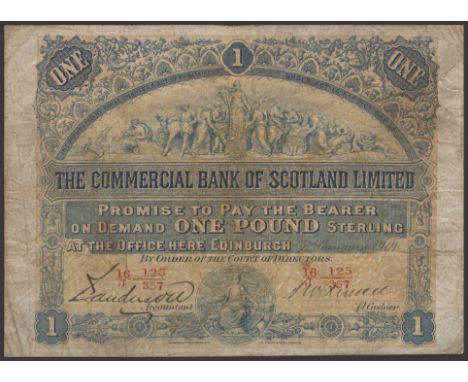 ONE 1 ONE
THE COMMERCIAL BANK OF SCOTLAND LIMITED
PROMISE TO PAY THE BEARER
ON DEMAND ONE POUND STERLING
AT THE OFFICE HERE EDINBURGH
BY ORDER OF THE COURT OF DIRECTORS.
16 125 16 125
357 357
Accountant
1 1